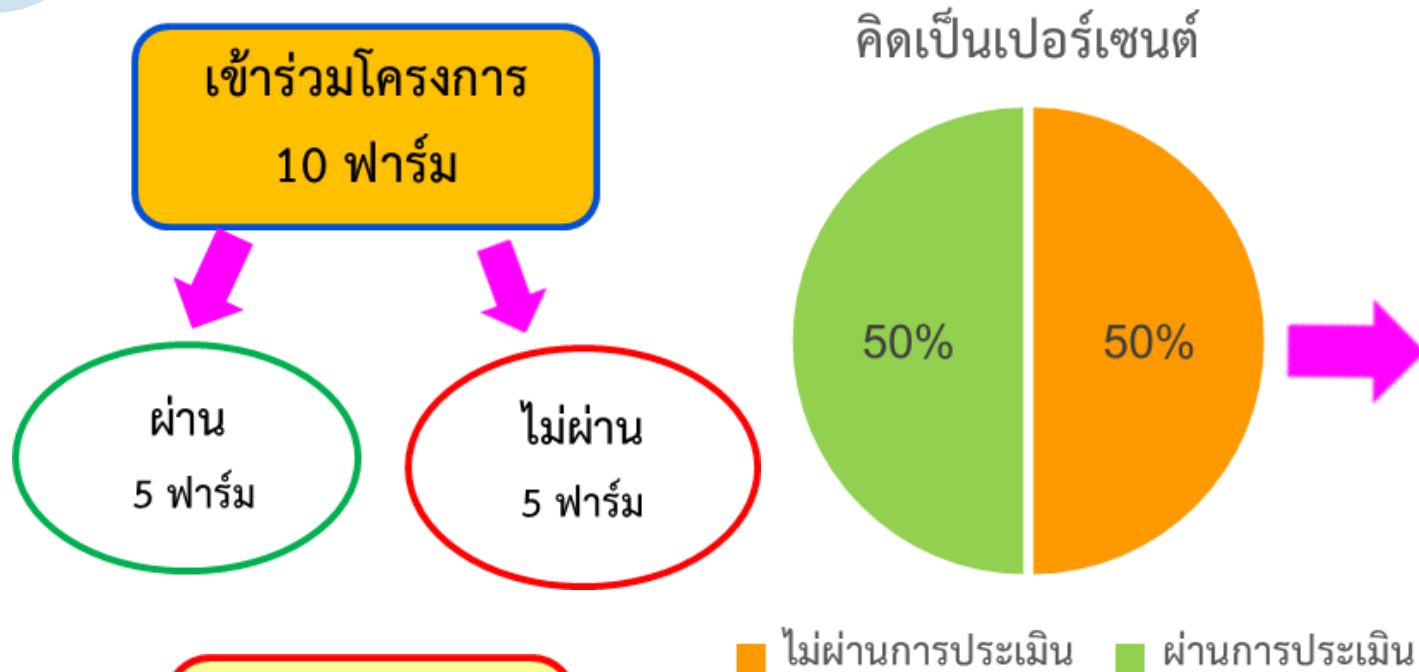 เข้าร่วมโครงการ
10 ฟาร์ม
ผ่าน
5 ฟาร์ม
ไม่ผ่าน
5 ฟาร์ม
คิดเป็นเปอร์เซนต์
50%
50%
ไม่ผ่านการประเมิน
ผ่านการประเมิน